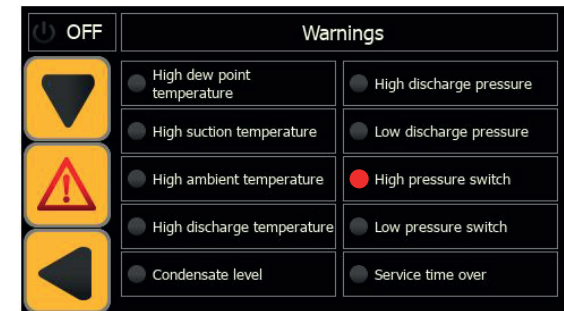 OFF
Warnings
High dew point
temperature
High suction temperature
High ambient temperature
High discharge temperature
Condensate level
High discharge pressure
Low discharge pressure
High pressure switch
Low pressure switch
Service time over